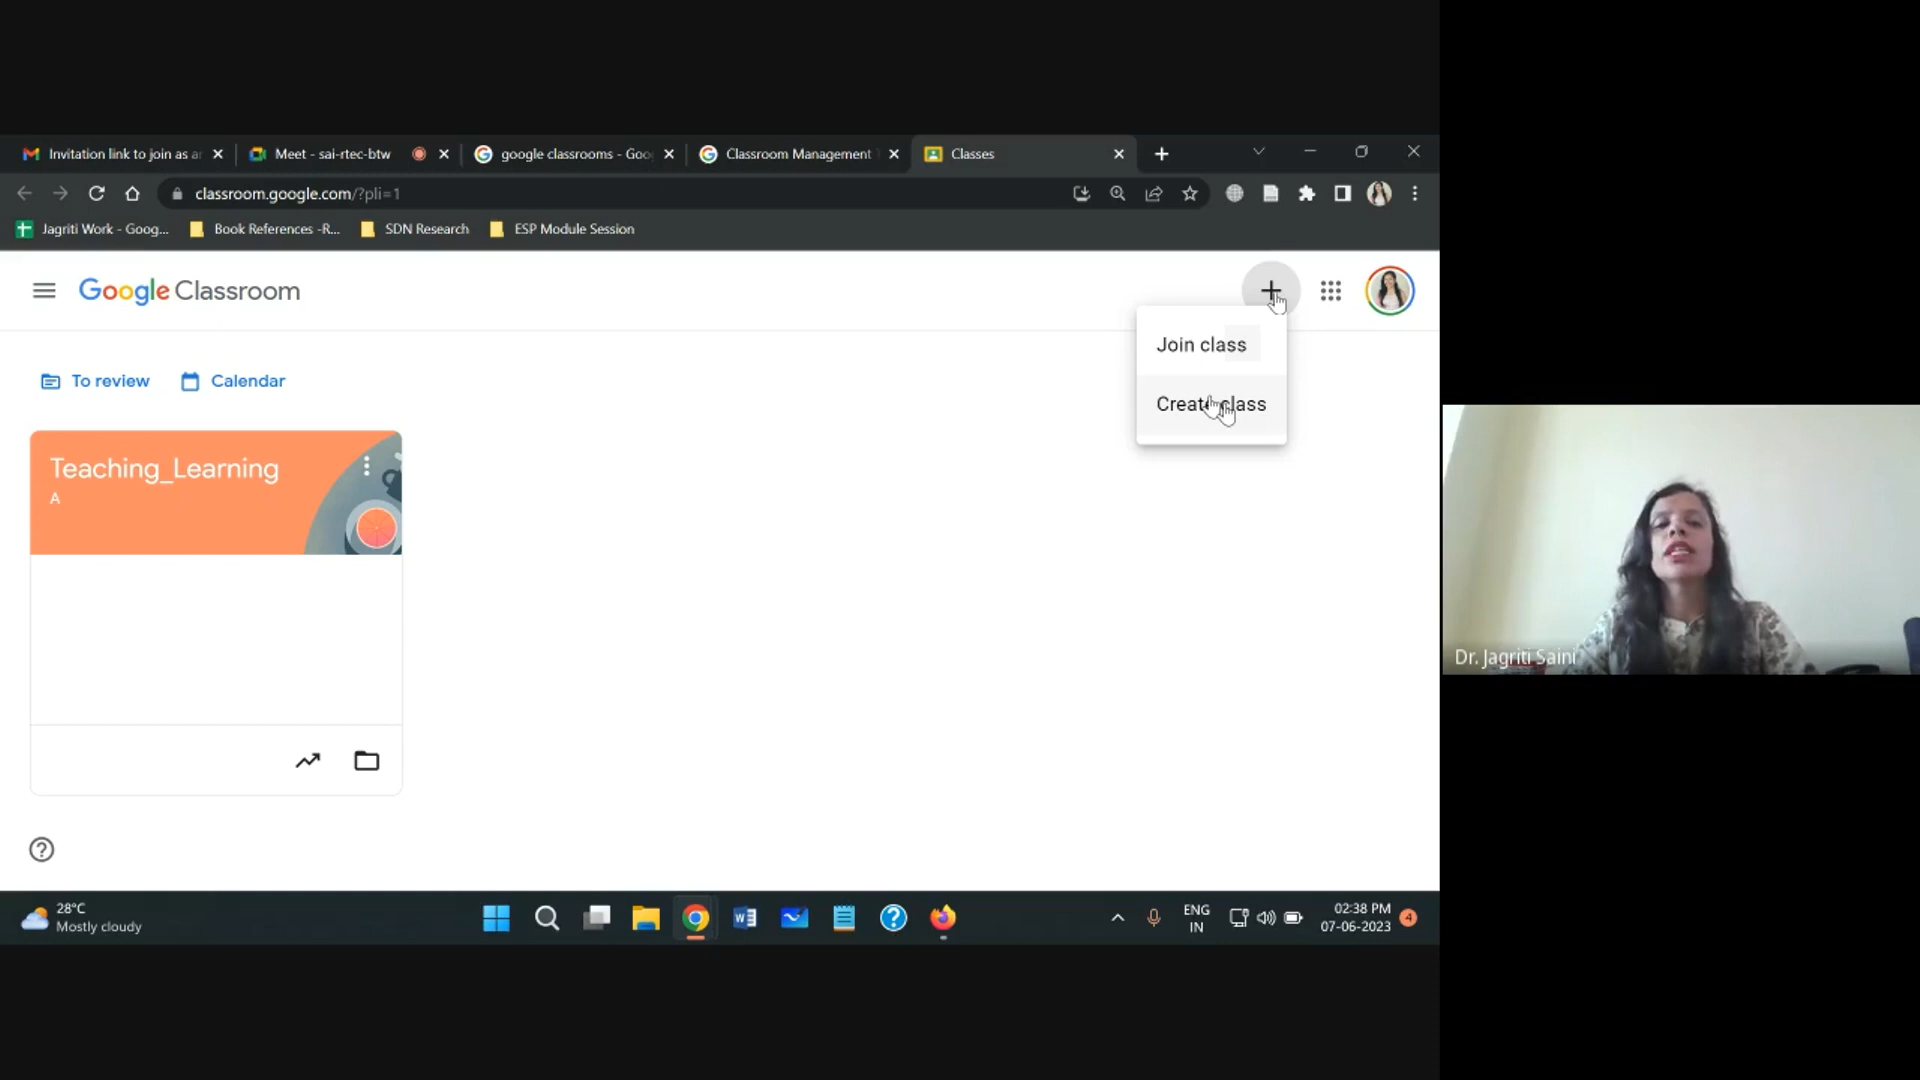 Invitation link to join as ar
Meet - sai-rtec-btw
google classrooms - Goo
Classroom Management
Classes
classroom.google.com/?pli=1
Jagriti Work - Goog...
Book References -R...
SDN Research
ESP Module Session
Google Classroom
Join class
Create class
To review
Calendar
Teaching_Learning
A
Dr. Jagriti Saini
28°C
Mostly cloudy
ENG
IN
02:38 PM
07-06-2023
4